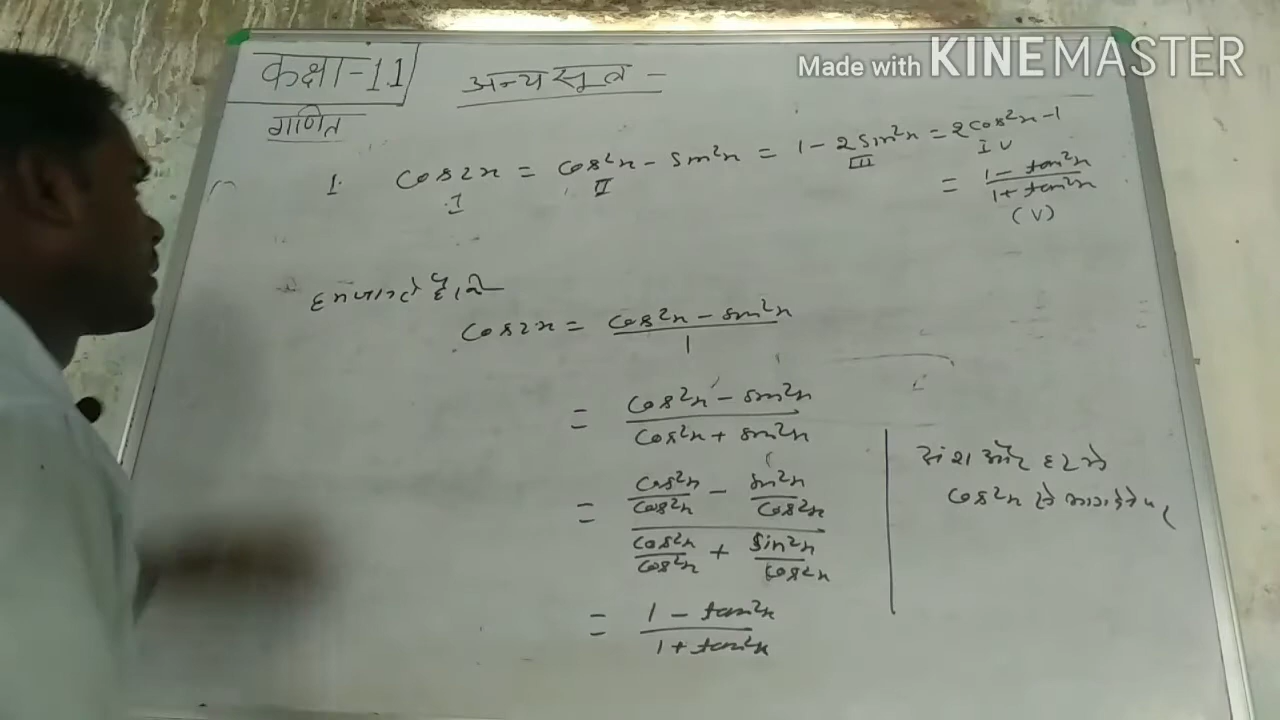 Made with KINEMASTER
कक्षा-11
अन्य सूत्र -
गणित
1. cos2x = cos²x - sin²x = 1 - 2sin²x = 2cos²x-1
I II III IV
= (1 - tan²x)/(1 + tan²x)
(V)
हम जानते हैं कि
cos2x = (cos²x - sin²x)/1
= (cos²x - sin²x)/(cos²x + sin²x)
= (cos²x/cos²x - sin²x/cos²x)/(cos²x/cos²x + sin²x/cos²x)
अंश और हर मे
cos²x से भाग देने पर
= (1 - tan²x)/(1 + tan²x)